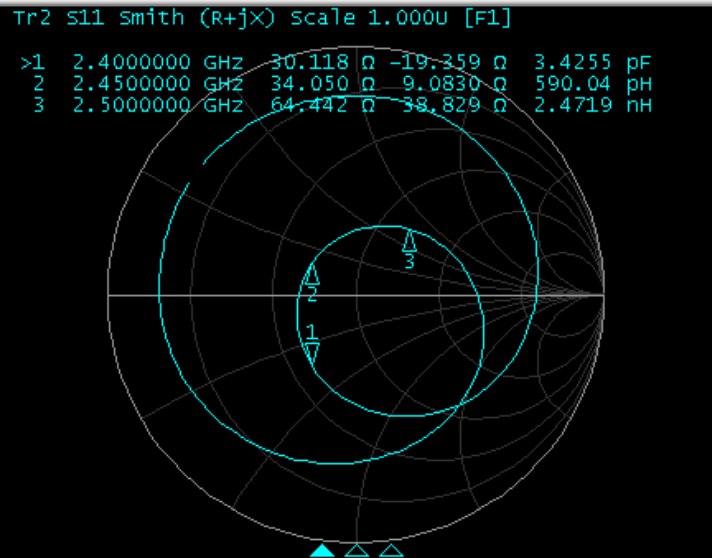 Tr2 S11 Smith (R+jX) Scale 1.000U [F1]
>1 2.4000000 GHz 30.118 Ω -19.359 Ω 3.4255 pF
2 2.4500000 GHz 34.050 Ω 9.0830 Ω 590.04 pH
3 2.5000000 GHz 64.442 Ω 38.829 Ω 2.4719 nH
3
2
1